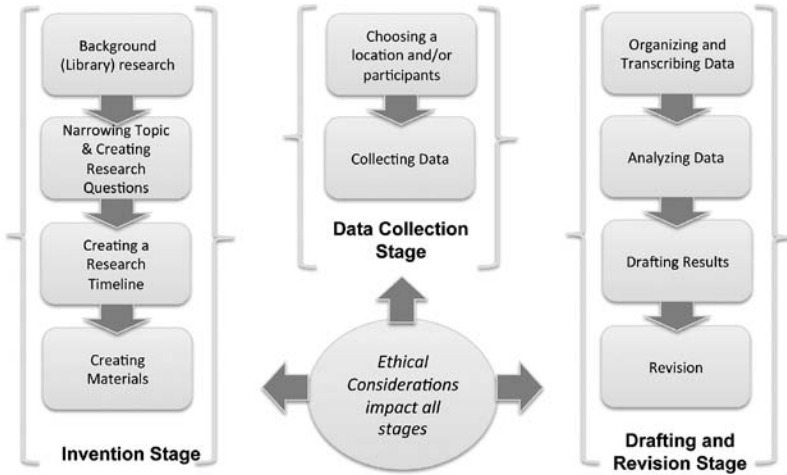 Background
(Library) research
Narrowing Topic
& Creating
Research
Questions
Creating a
Research
Timeline
Creating
Materials
Invention Stage
Choosing a
location and/or
participants
Collecting Data
Data Collection
Stage
Ethical
Considerations
impact all
stages
Organizing and
Transcribing Data
Analyzing Data
Drafting Results
Revision
Drafting and
Revision Stage